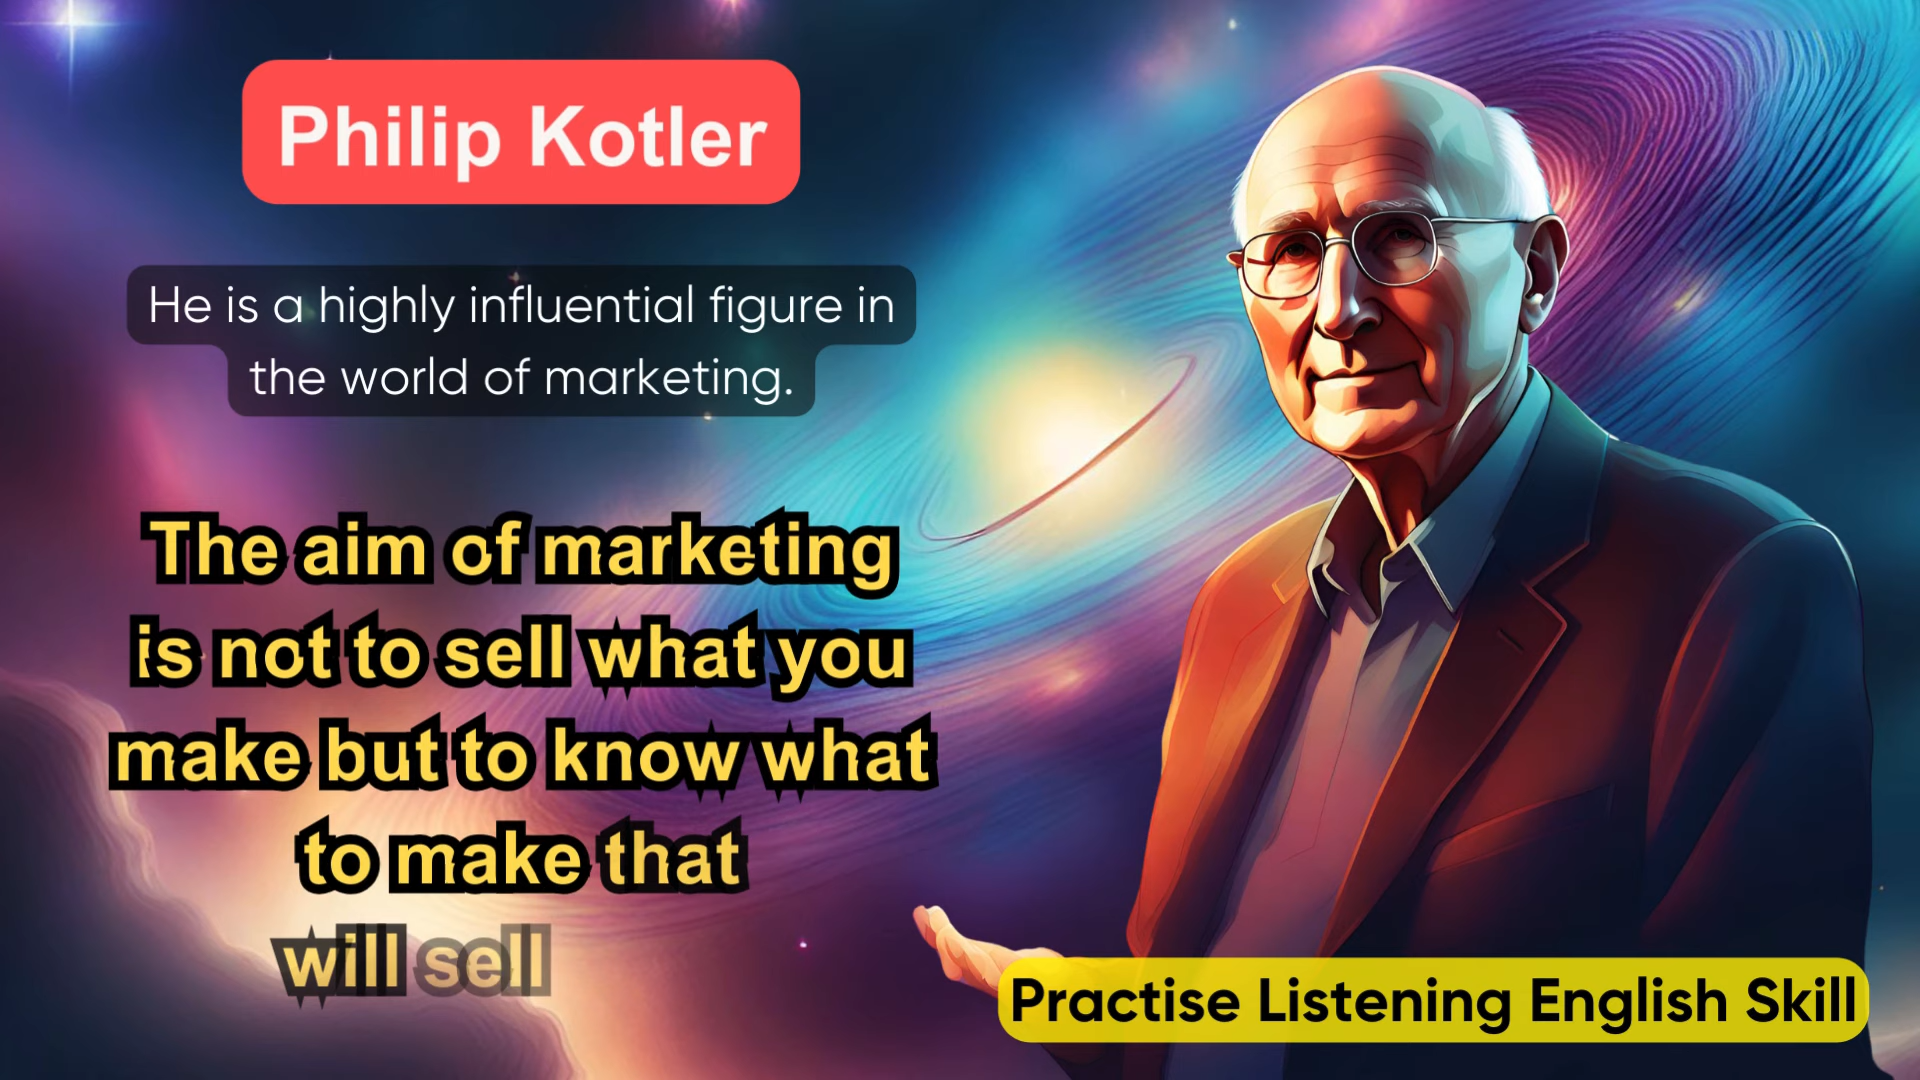 Philip Kotler
He is a highly influential figure in
the world of marketing.
The aim of marketing
is not to sell what you
make but to know what
to make that
will sell
Practise Listening English Skill